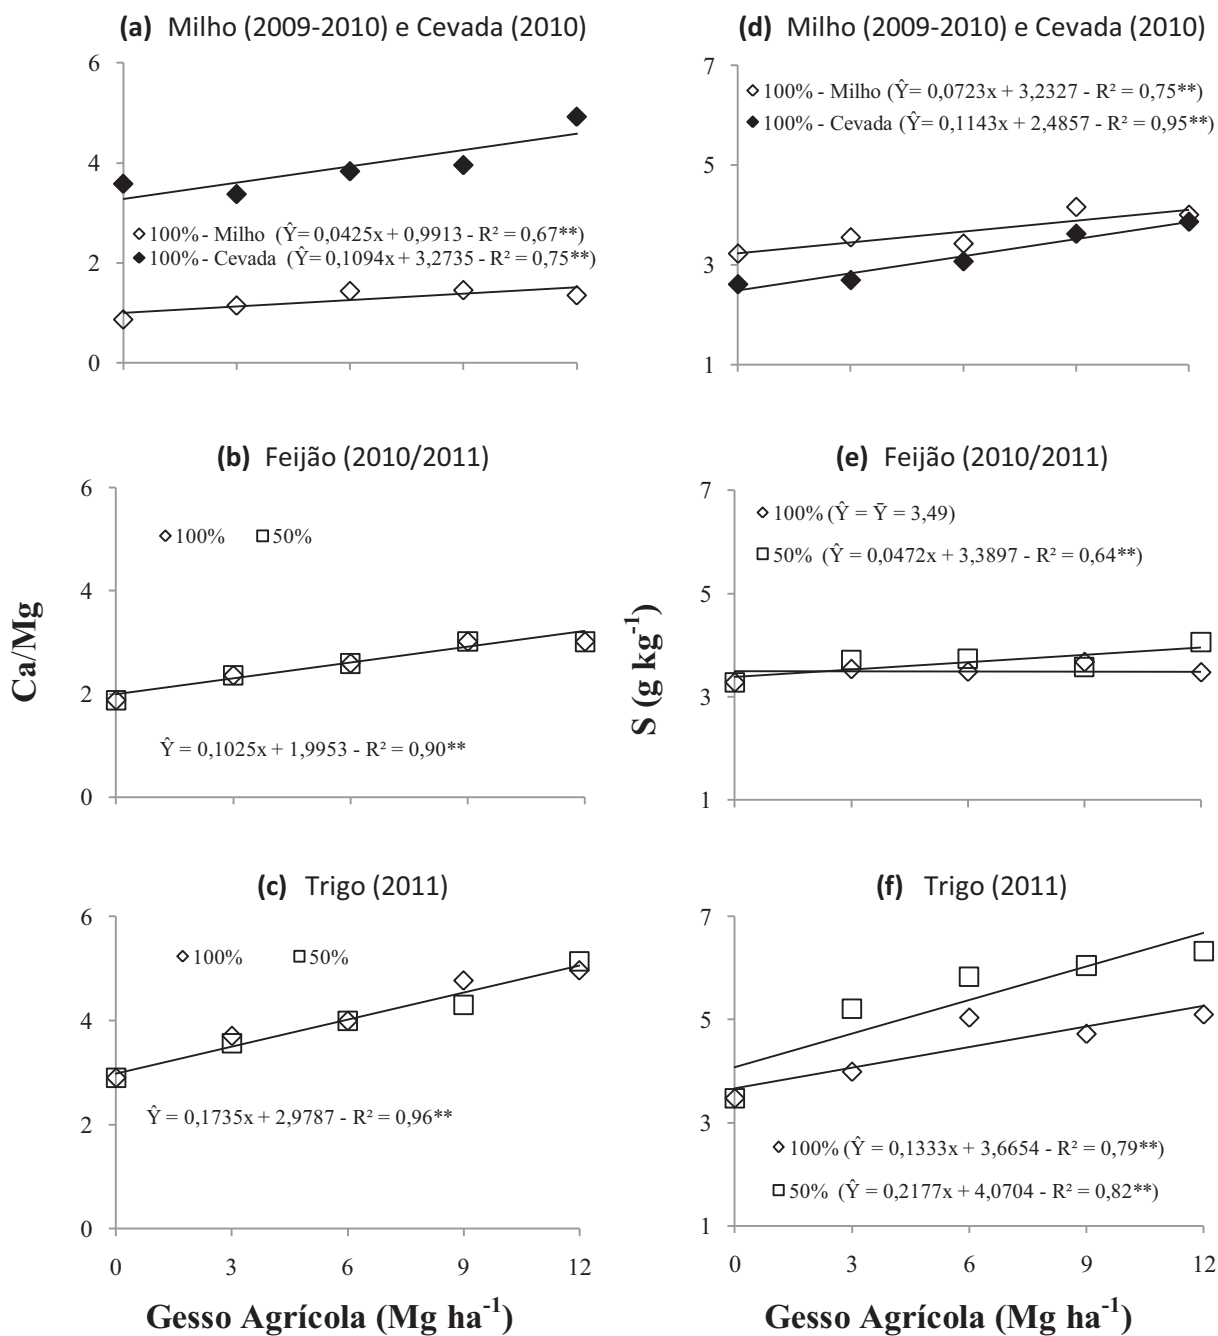 (a) Milho (2009-2010) e Cevada (2010)
6
4
2
0
100% - Milho (Ŷ= 0,0425x + 0,9913 - R² = 0,67**)
100% - Cevada (Ŷ= 0,1094x + 3,2735 - R² = 0,75**)
(d) Milho (2009-2010) e Cevada (2010)
7
5
3
1
100% - Milho (Ŷ= 0,0723x + 3,2327 - R² = 0,75**)
100% - Cevada (Ŷ = 0,1143x + 2,4857 - R² = 0,95**)
(b) Feijão (2010/2011)
6
4
2
0
100% 50%
Ŷ = 0,1025x + 1,9953 - R² = 0,90**
Ca/Mg
(e) Feijão (2010/2011)
7
5
3
1
100% (Ŷ = Ȳ = 3,49)
50% (Ŷ = 0,0472x + 3,3897 - R² = 0,64**)
S (g kg⁻¹)
(c) Trigo (2011)
6
4
2
0
100% 50%
Ŷ = 0,1735x + 2,9787 - R² = 0,96**
0 3 6 9 12
Gesso Agrícola (Mg ha⁻¹)
(f) Trigo (2011)
7
5
3
1
100% (Ŷ = 0,1333x + 3,6654 - R² = 0,79**)
50% (Ŷ = 0,2177x + 4,0704 - R² = 0,82**)
0 3 6 9 12
Gesso Agrícola (Mg ha⁻¹)